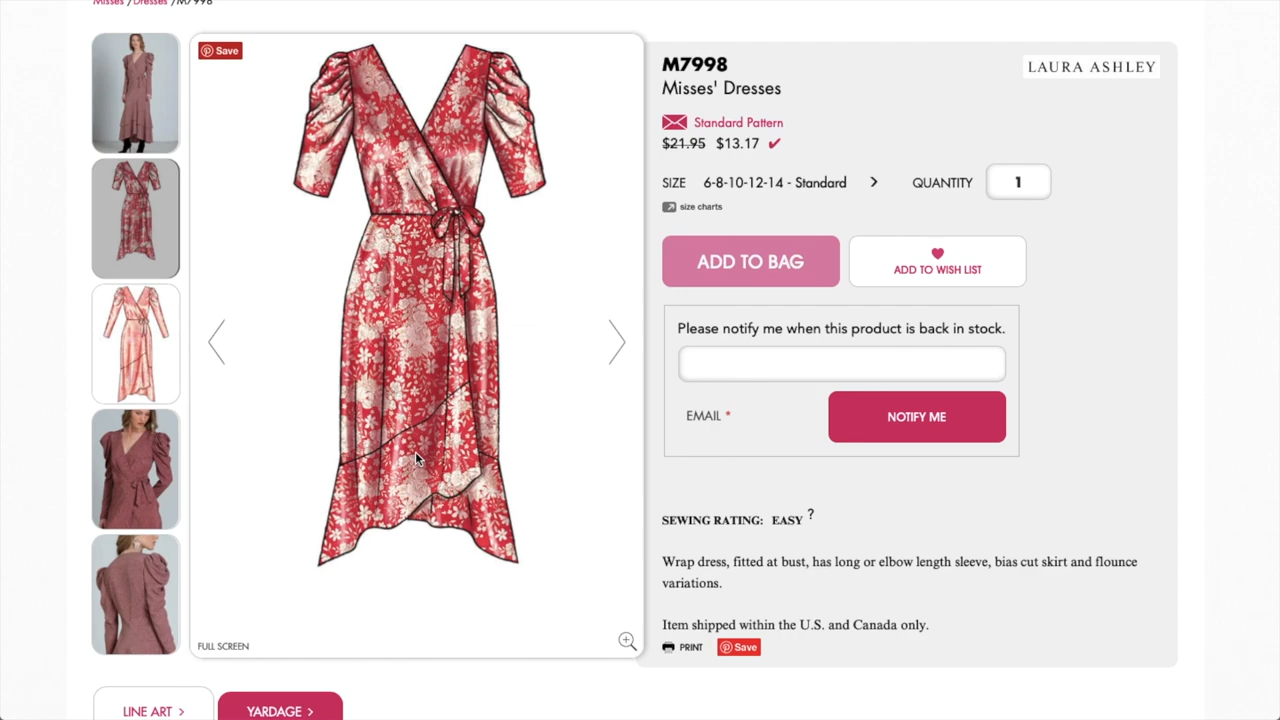 Misses /Dresses /M7998
Save
M7998
LAURA ASHLEY
Misses' Dresses
Standard Pattern
$21.95 $13.17
SIZE 6-8-10-12-14 - Standard QUANTITY 1
size charts
ADD TO BAG
ADD TO WISH LIST
Please notify me when this product is back in stock.
EMAIL *
NOTIFY ME
SEWING RATING: EASY ?
Wrap dress, fitted at bust, has long or elbow length sleeve, bias cut skirt and flounce
variations.
Item shipped within the U.S. and Canada only.
PRINT Save
FULL SCREEN
LINE ART >
YARDAGE >